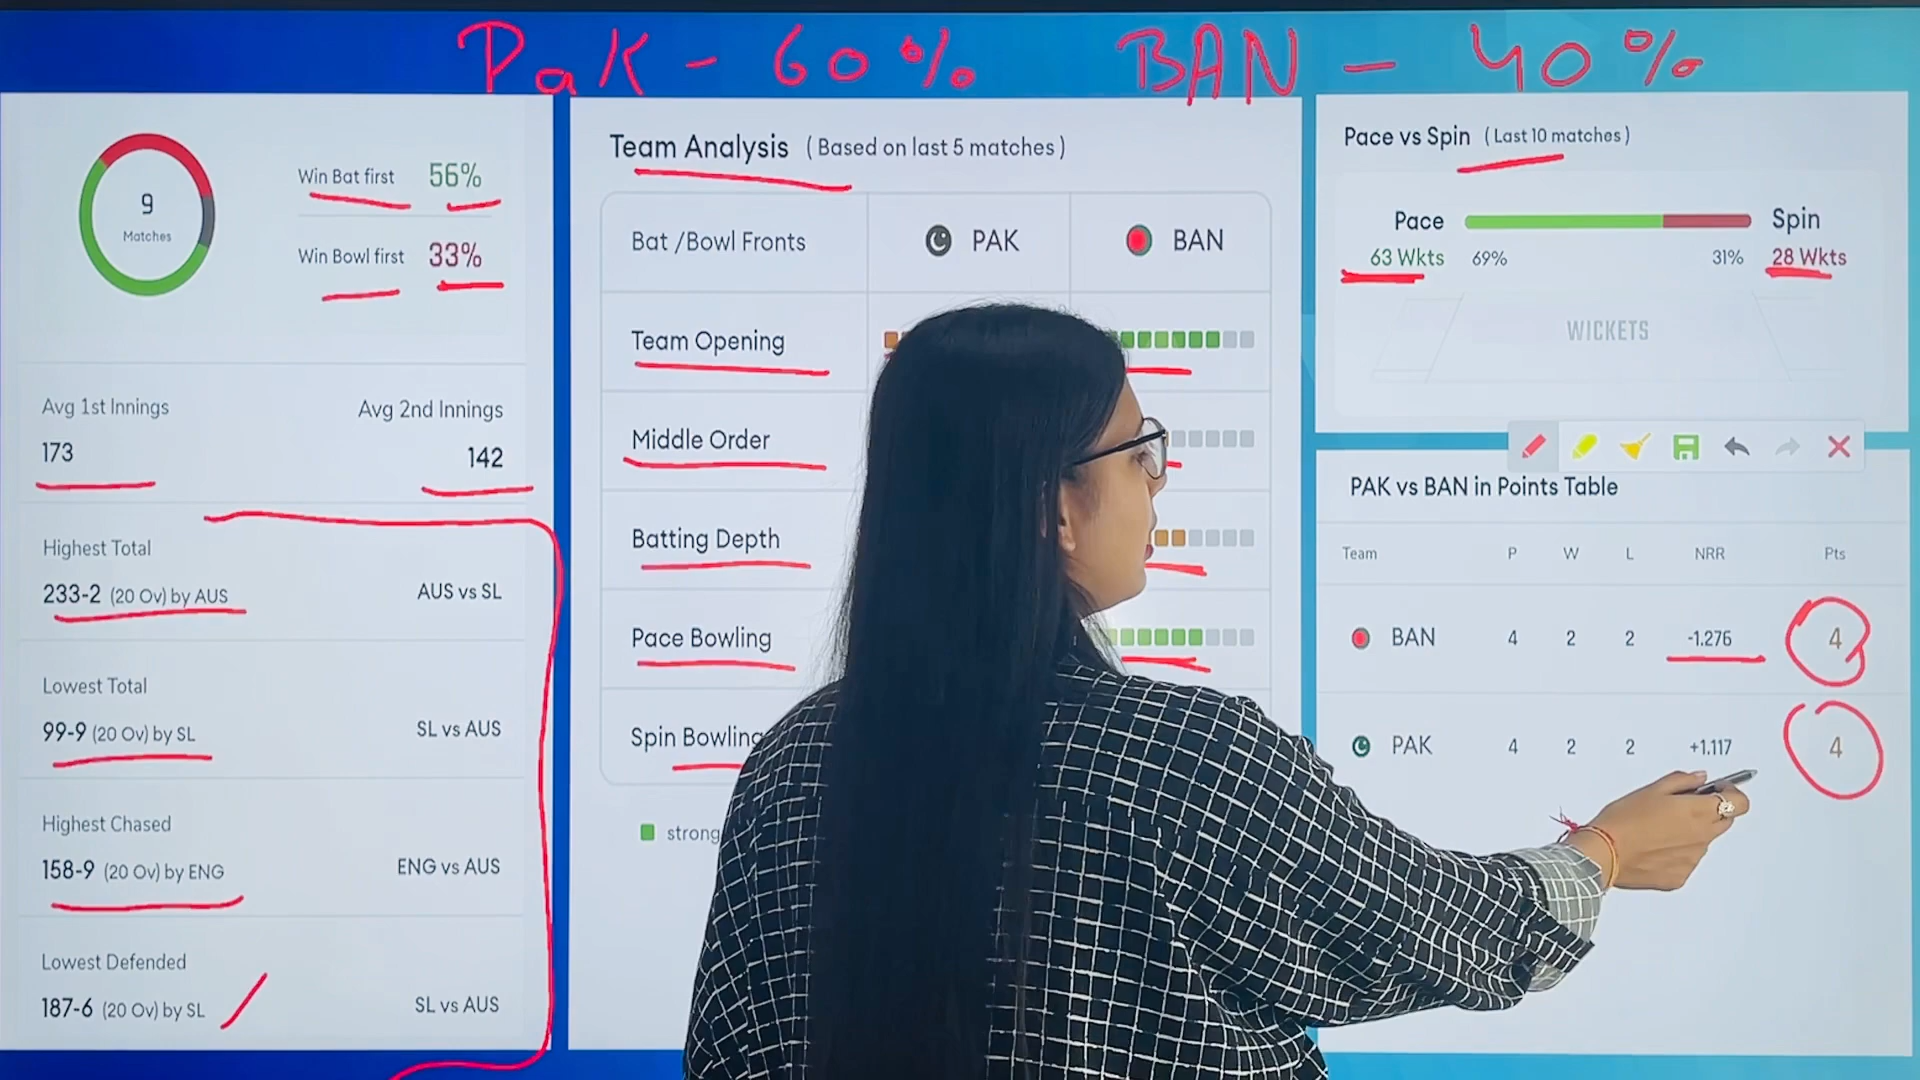 Pak - 60% BAN - 40%
9
Matches
Win Bat first 56%
Win Bowl first 33%
Avg 1st Innings Avg 2nd Innings
173 142
Highest Total
233-2 (20 Ov) by AUS AUS vs SL
Lowest Total
99-9 (20 Ov) by SL SL vs AUS
Highest Chased
158-9 (20 Ov) by ENG ENG vs AUS
Lowest Defended
187-6 (20 Ov) by SL SL vs AUS
Team Analysis (Based on last 5 matches)
Bat /Bowl Fronts PAK BAN
Team Opening
Middle Order
Batting Depth
Pace Bowling
Spin Bowling
strong
Pace vs Spin (Last 10 matches)
Pace Spin
63 Wkts 69% 31% 28 Wkts
WICKETS
PAK vs BAN in Points Table
Team P W L NRR Pts
BAN 4 2 2 -1.276 4
PAK 4 2 2 +1.117 4